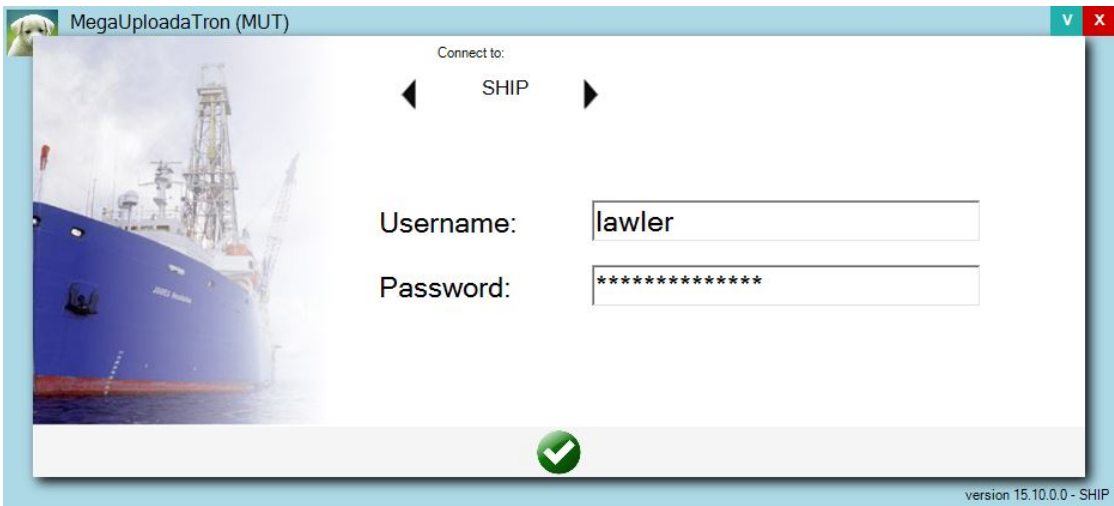 MegaUploadaTron (MUT)
V X
Connect to:
SHIP
Username: lawler
Password: **************
version 15.10.0.0 - SHIP